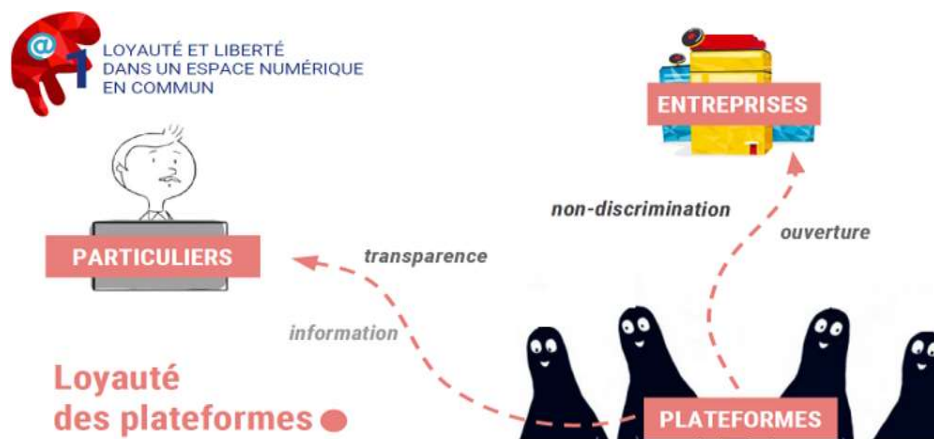 @
1
LOYAUTÉ ET LIBERTÉ
DANS UN ESPACE NUMÉRIQUE
EN COMMUN
ENTREPRISES
non-discrimination
ouverture
PARTICULIERS
transparence
information
Loyauté
des plateformes
PLATEFORMES